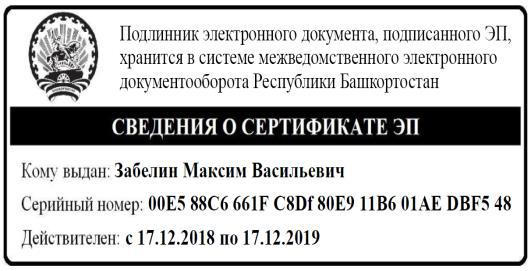 Подлинник электронного документа, подписанного ЭП,
хранится в системе межведомственного электронного
документооборота Республики Башкортостан
СВЕДЕНИЯ О СЕРТИФИКАТЕ ЭП
Кому выдан: Забелин Максим Васильевич
Серийный номер: 00E5 88C6 661F C8Df 80E9 11B6 01AE DBF5 48
Действителен: с 17.12.2018 по 17.12.2019